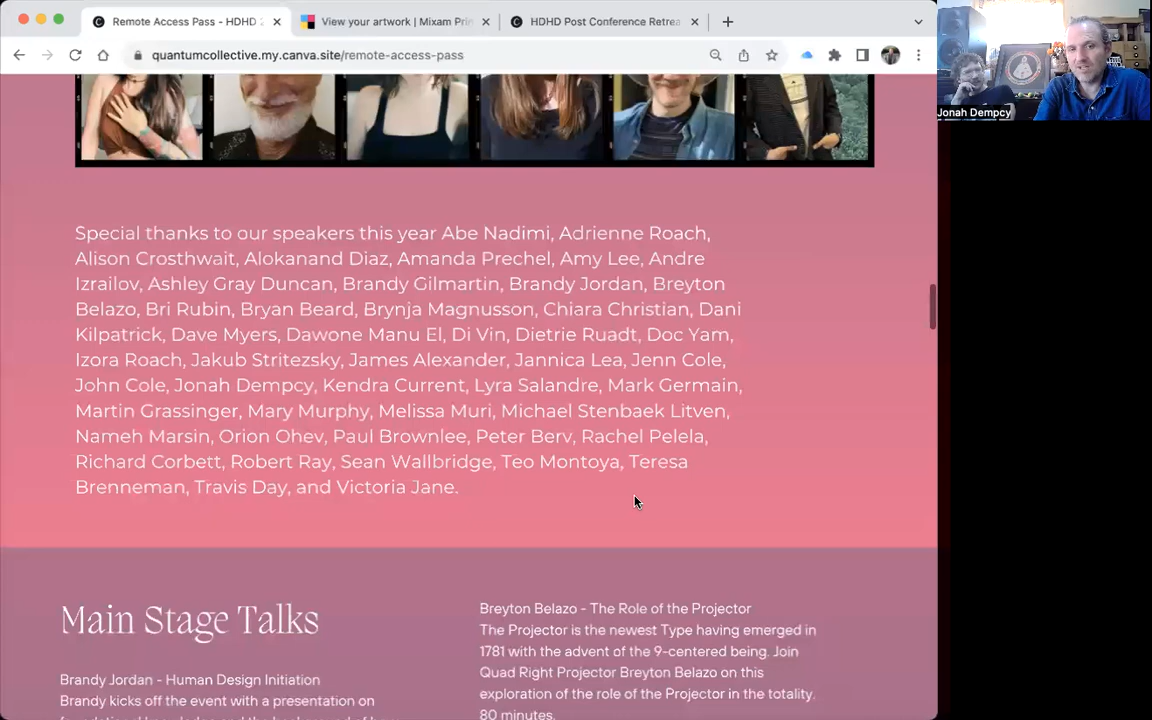 Remote Access Pass - HDHD
View your artwork | Mixam Pri
HDHD Post Conference Retrea
quantumcollective.my.canva.site/remote-access-pass
Jonah Dempcy
Special thanks to our speakers this year Abe Nadimi, Adrienne Roach,
Alison Crosthwait, Alokanand Diaz, Amanda Prechel, Amy Lee, Andre
Izrailov, Ashley Gray Duncan, Brandy Gilmartin, Brandy Jordan, Breyton
Belazo, Bri Rubin, Bryan Beard, Brynja Magnusson, Chiara Christian, Dani
Kilpatrick, Dave Myers, Dawone Manu El, Di Vin, Dietrie Ruadt, Doc Yam,
Izora Roach, Jakub Stritezsky, James Alexander, Jannica Lea, Jenn Cole,
John Cole, Jonah Dempcy, Kendra Current, Lyra Salandre, Mark Germain,
Martin Grassinger, Mary Murphy, Melissa Muri, Michael Stenbaek Litven,
Nameh Marsin, Orion Ohev, Paul Brownlee, Peter Berv, Rachel Pelela,
Richard Corbett, Robert Ray, Sean Wallbridge, Teo Montoya, Teresa
Brenneman, Travis Day, and Victoria Jane.
Main Stage Talks
Brandy Jordan - Human Design Initiation
Brandy kicks off the event with a presentation on
Breyton Belazo - The Role of the Projector
The Projector is the newest Type having emerged in
1781 with the advent of the 9-centered being. Join
Quad Right Projector Breyton Belazo on this
exploration of the role of the Projector in the totality.
80 minutes.